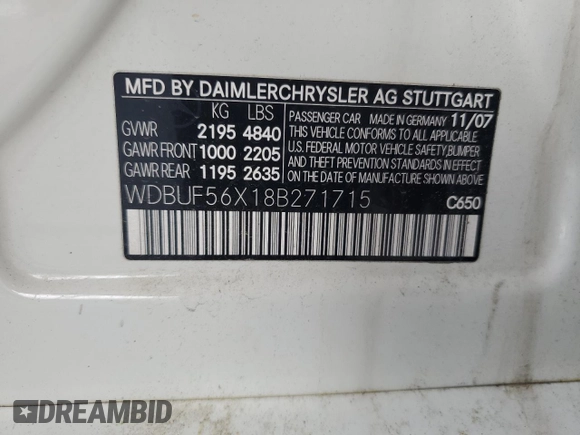 MFD BY DAIMLERCHRYSLER AG STUTTGART
KG LBS
GVWR 2195 4840
GAWR FRONT 1000 2205
GAWR REAR 1195 2635
PASSENGER CAR MADE IN GERMANY 11/07
THIS VEHICLE CONFORMS TO ALL APPLICABLE
U.S. FEDERAL MOTOR VEHICLE SAFETY, BUMPER
AND THEFT PREVENTION STANDARDS IN EFFECT
ON THE DATE OF MANUFACTURE SHOWN ABOVE.
WDBUF56X18B271715
C650
DREAMBID